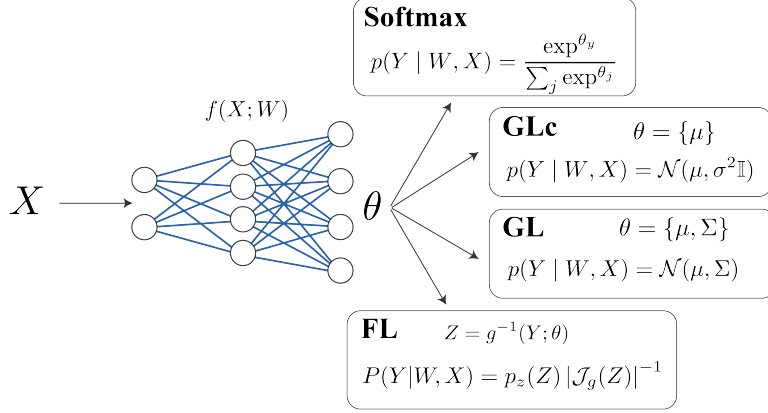 Softmax
p(Y | W, X) = exp^{θ_y} / ∑_j exp^{θ_j}
f(X; W)
GLc θ = {μ}
p(Y | W, X) = 𝒩(μ, σ²𝕀)
X
θ
GL θ = {μ, Σ}
p(Y | W, X) = 𝒩(μ, Σ)
FL Z = g⁻¹(Y; θ)
P(Y|W, X) = p_z(Z) |𝒥_g(Z)|⁻¹